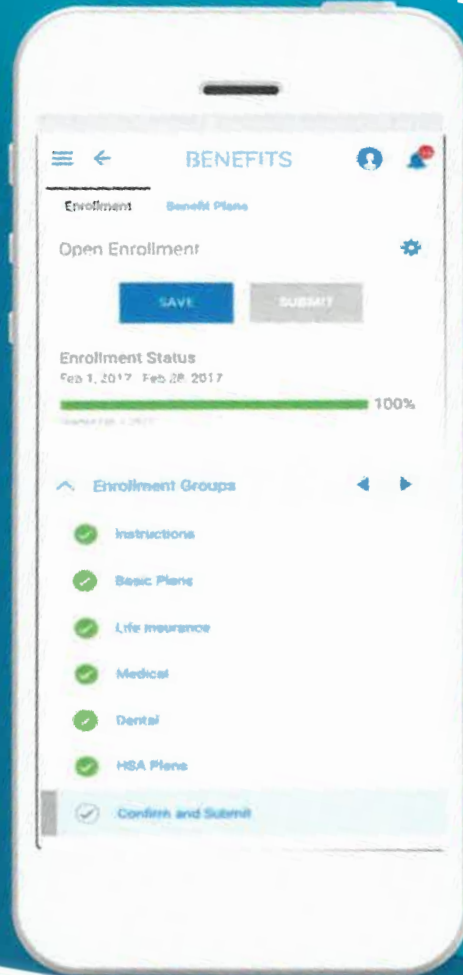 BENEFITS
Enrollment Benefit Plans
Open Enrollment
SAVE SUBMIT
Enrollment Status
Feb 1, 2017 Feb 28, 2017
100%
Enrollment Groups
Instructions
Basic Plans
Life Insurance
Medical
Dental
HSA Plans
Confirm and Submit